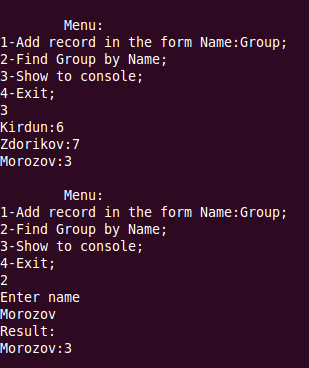 Menu:
1-Add record in the form Name:Group;
2-Find Group by Name;
3-Show to console;
4-Exit;
3
Kirdun:6
Zdorikov:7
Morozov:3
Menu:
1-Add record in the form Name:Group;
2-Find Group by Name;
3-Show to console;
4-Exit;
2
Enter name
Morozov
Result:
Morozov:3